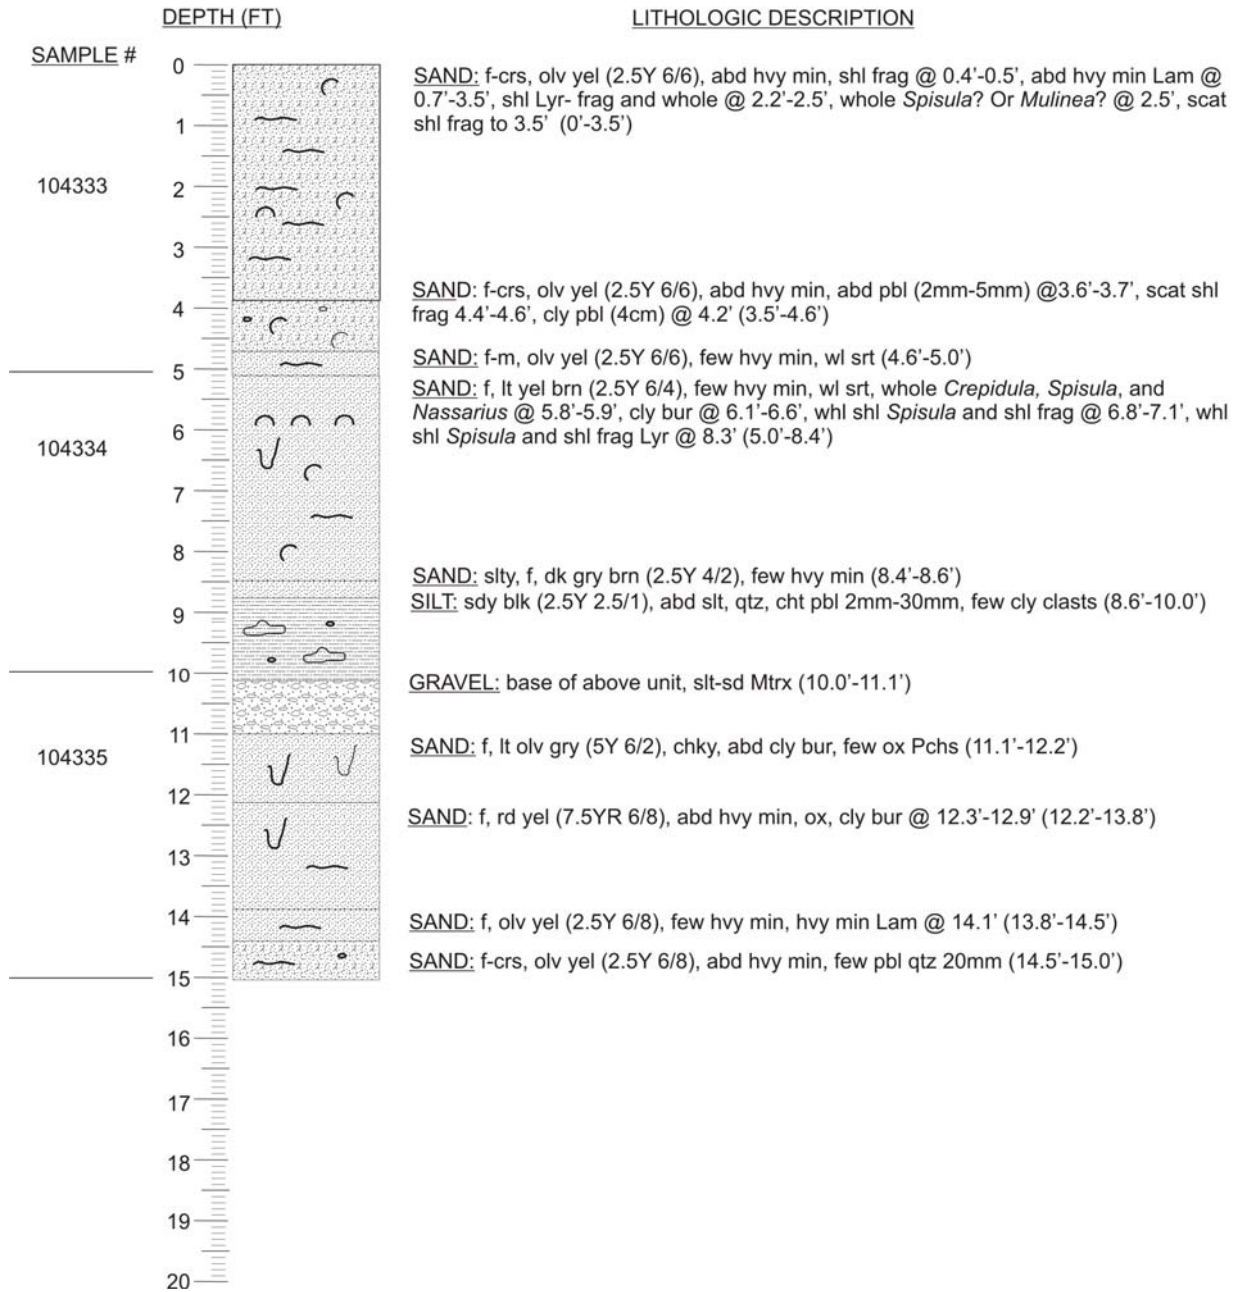 DEPTH (FT)
LITHOLOGIC DESCRIPTION
SAMPLE #
0
SAND: f-crs, olv yel (2.5Y 6/6), abd hvy min, shl frag @ 0.4’-0.5’, abd hvy min Lam @
0.7’-3.5’, shl Lyr- frag and whole @ 2.2’-2.5’, whole Spisula? Or Mulinea? @ 2.5’, scat
shl frag to 3.5’ (0’-3.5’)
1
104333
2
3
SAND: f-crs, olv yel (2.5Y 6/6), abd hvy min, abd pbl (2mm-5mm) @3.6’-3.7’, scat shl
frag 4.4’-4.6’, cly pbl (4cm) @ 4.2’ (3.5’-4.6’)
4
SAND: f-m, olv yel (2.5Y 6/6), few hvy min, wl srt (4.6’-5.0’)
5
SAND: f, lt yel brn (2.5Y 6/4), few hvy min, wl srt, whole Crepidula, Spisula, and
Nassarius @ 5.8’-5.9’, cly bur @ 6.1’-6.6’, whl shl Spisula and shl frag @ 6.8’-7.1’, whl
shl Spisula and shl frag Lyr @ 8.3’ (5.0’-8.4’)
6
104334
7
8
SAND: slty, f, dk gry brn (2.5Y 4/2), few hvy min (8.4’-8.6’)
SILT: sdy blk (2.5Y 2.5/1), abd slt, qtz, cht pbl 2mm-30mm, few cly clasts (8.6’-10.0’)
9
10
GRAVEL: base of above unit, slt-sd Mtrx (10.0’-11.1’)
11
SAND: f, lt olv gry (5Y 6/2), chky, abd cly bur, few ox Pchs (11.1’-12.2’)
104335
12
SAND: f, rd yel (7.5YR 6/8), abd hvy min, ox, cly bur @ 12.3’-12.9’ (12.2’-13.8’)
13
14
SAND: f, olv yel (2.5Y 6/8), few hvy min, hvy min Lam @ 14.1’ (13.8’-14.5’)
SAND: f-crs, olv yel (2.5Y 6/8), abd hvy min, few pbl qtz 20mm (14.5’-15.0’)
15
16
17
18
19
20